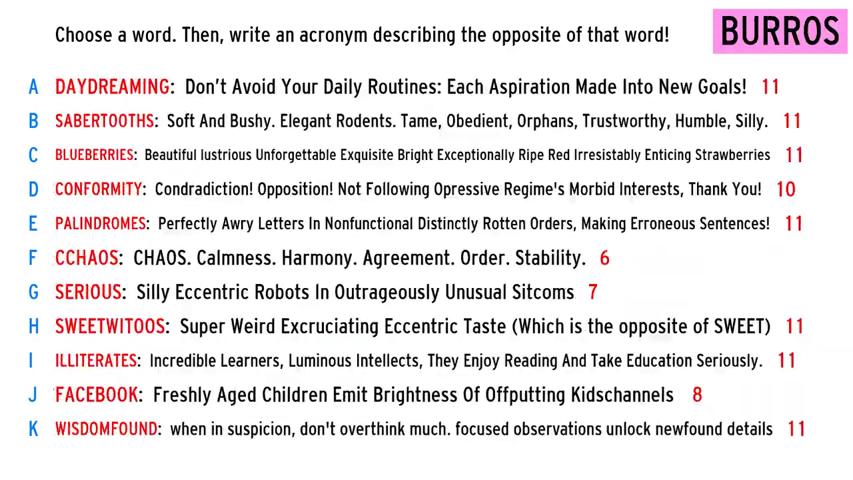 Choose a word. Then, write an acronym describing the opposite of that word! BURROS
A DAYDREAMING: Don't Avoid Your Daily Routines: Each Aspiration Made Into New Goals! 11
B SABERTOOTHS: Soft And Bushy. Elegant Rodents. Tame, Obedient, Orphans, Trustworthy, Humble, Silly. 11
C BLUEBERRIES: Beautiful lustrious Unforgettable Exquisite Bright Exceptionally Ripe Red Irresistably Enticing Strawberries 11
D CONFORMITY: Condradiction! Opposition! Not Following Opressive Regime's Morbid Interests, Thank You! 10
E PALINDROMES: Perfectly Awry Letters In Nonfunctional Distinctly Rotten Orders, Making Erroneous Sentences! 11
F CCHAOS: CHAOS. Calmness. Harmony. Agreement. Order. Stability. 6
G SERIOUS: Silly Eccentric Robots In Outrageously Unusual Sitcoms 7
H SWEETWITOOS: Super Weird Excruciating Eccentric Taste (Which is the opposite of SWEET) 11
I ILLITERATES: Incredible Learners, Luminous Intellects, They Enjoy Reading And Take Education Seriously. 11
J FACEBOOK: Freshly Aged Children Emit Brightness Of Offputting Kidschannels 8
K WISDOMFOUND: when in suspicion, don't overthink much. focused observations unlock newfound details 11